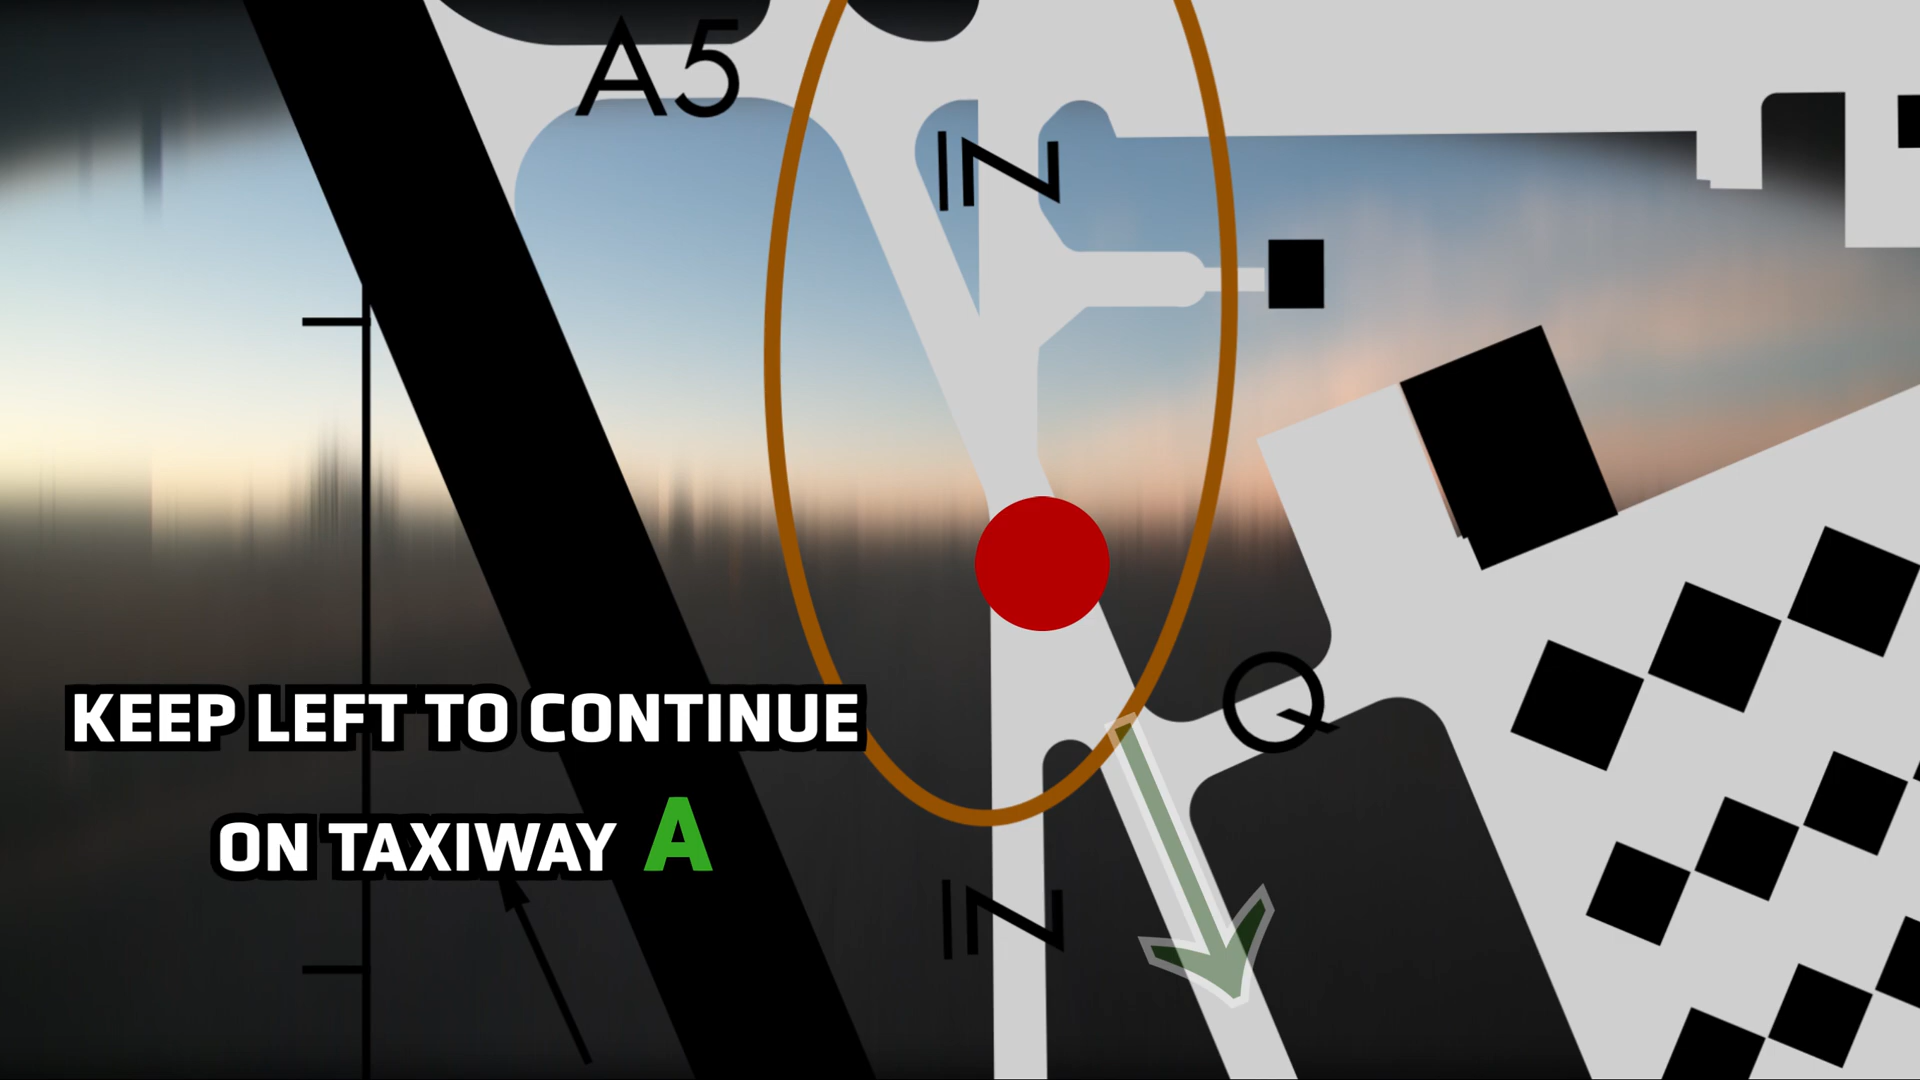 A5
IN
Q
KEEP LEFT TO CONTINUE
ON TAXIWAY A
IN